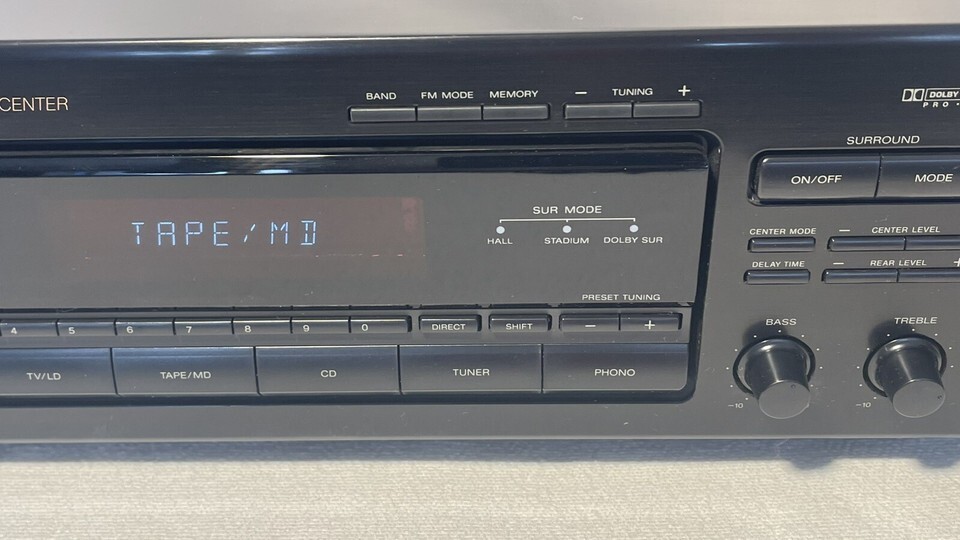 CENTER
BAND FM MODE MEMORY − TUNING +
DOLBY
PRO •
SURROUND
ON/OFF MODE
TAPE/MD
SUR MODE
HALL STADIUM DOLBY SUR
CENTER MODE − CENTER LEVEL
DELAY TIME − REAR LEVEL +
PRESET TUNING
4 5 6 7 8 9 0 DIRECT SHIFT − +
BASS TREBLE
TV/LD TAPE/MD CD TUNER PHONO
−10 −10